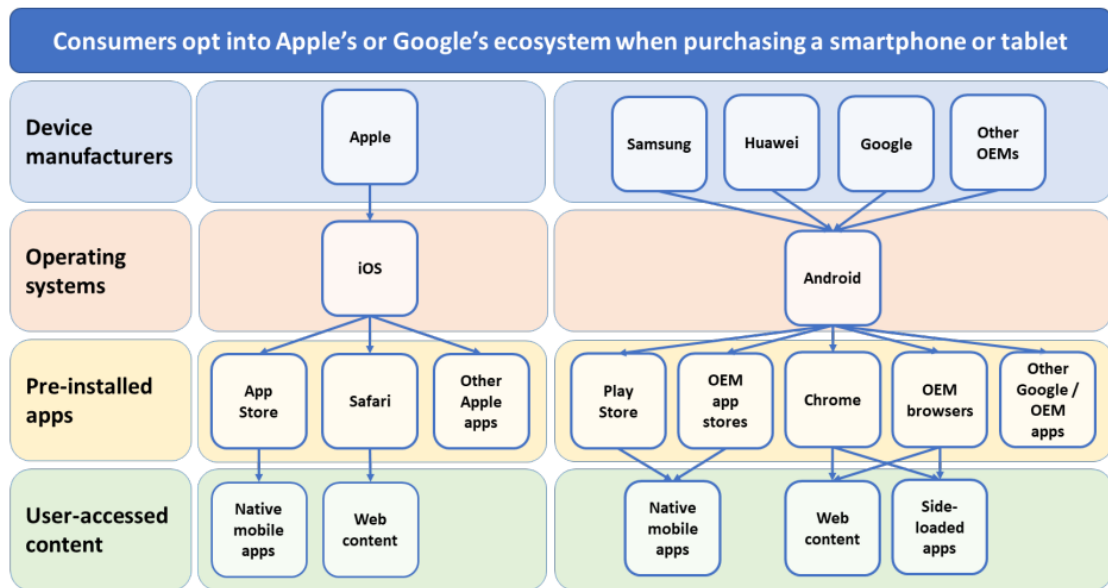 Consumers opt into Apple's or Google's ecosystem when purchasing a smartphone or tablet
Device
manufacturers
Apple
Samsung
Huawei
Google
Other
OEMs
Operating
systems
iOS
Android
Pre-installed
apps
App
Store
Safari
Other
Apple
apps
Play
Store
OEM
app
stores
Chrome
OEM
browsers
Other
Google /
OEM
apps
User-accessed
content
Native
mobile
apps
Web
content
Native
mobile
apps
Web
content
Side-
loaded
apps